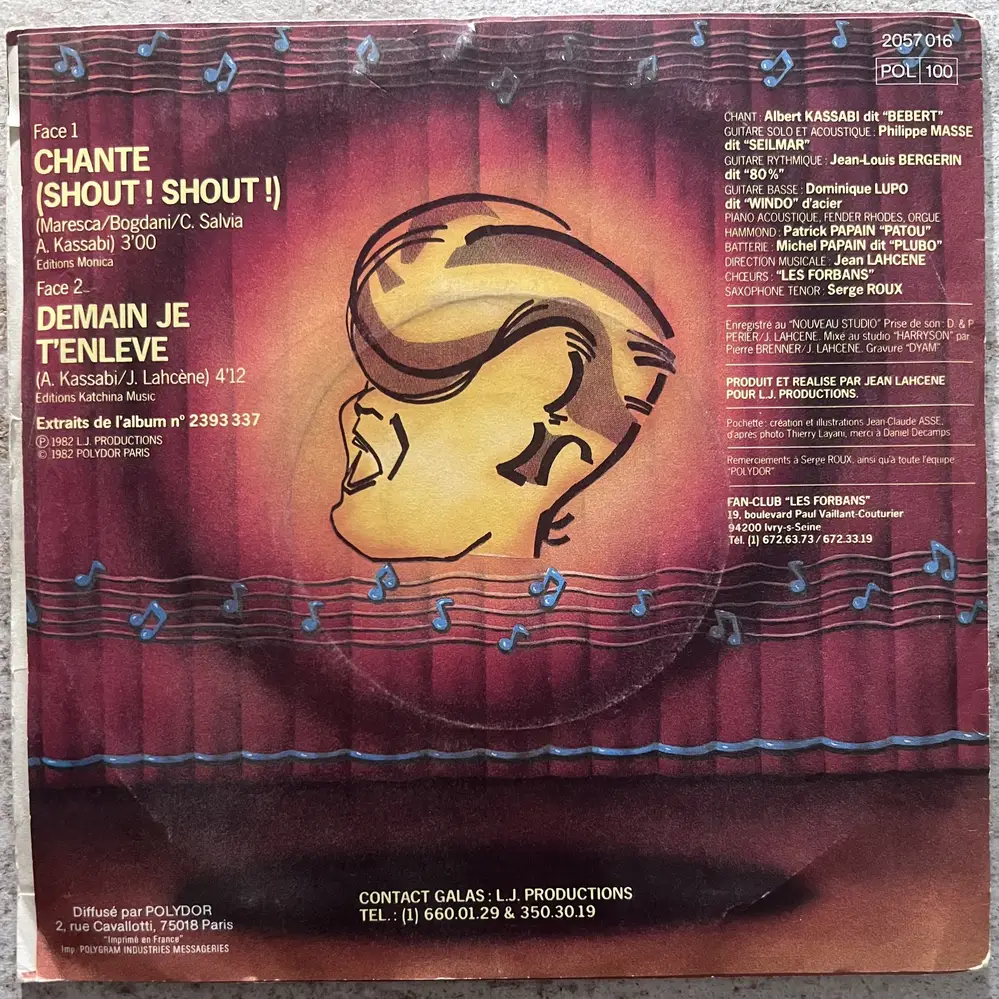 2057 016
POL 100
Face 1
CHANTE
(SHOUT ! SHOUT !)
(Maresca/Bogdani/C. Salvia
A. Kassabi) 3'00
Editions Monica
Face 2
DEMAIN JE
T'ENLEVE
(A. Kassabi/J. Lahcène) 4'12
Editions Katchina Music
Extraits de l'album n° 2393 337
Ⓟ 1982 L.J. PRODUCTIONS
© 1982 POLYDOR PARIS
CHANT : Albert KASSABI dit "BEBERT"
GUITARE SOLO ET ACOUSTIQUE : Philippe MASSE
dit "SEILMAR"
GUITARE RYTHMIQUE : Jean-Louis BERGERIN
dit "80%"
GUITARE BASSE : Dominique LUPO
dit "WINDO" d'acier
PIANO ACOUSTIQUE, FENDER RHODES, ORGUE
HAMMOND : Patrick PAPAIN "PATOU"
BATTERIE : Michel PAPAIN dit "PLUBO"
DIRECTION MUSICALE : Jean LAHCENE
CHŒURS : "LES FORBANS"
SAXOPHONE TENOR : Serge ROUX
Enregistré au "NOUVEAU STUDIO" Prise de son : D. & P.
PERIER/J. LAHCENE. Mixé au studio "HARRYSON" par
Pierre BRENNER/J. LAHCENE. Gravure "DYAM"
PRODUIT ET REALISE PAR JEAN LAHCENE
POUR L.J. PRODUCTIONS.
Pochette : création et illustrations Jean-Claude ASSE,
d'après photo Thierry Layani, merci à Daniel Decamps
Remerciements à Serge ROUX, ainsi qu'à toute l'équipe
"POLYDOR"
FAN-CLUB "LES FORBANS"
19, boulevard Paul Vaillant-Couturier
94200 Ivry-s-Seine
Tél. (1) 672.63.73 / 672.33.19
CONTACT GALAS : L.J. PRODUCTIONS
TEL. : (1) 660.01.29 & 350.30.19
Diffusé par POLYDOR
2, rue Cavallotti, 75018 Paris
"Imprimé en France"
Imp. POLYGRAM INDUSTRIES MESSAGERIES